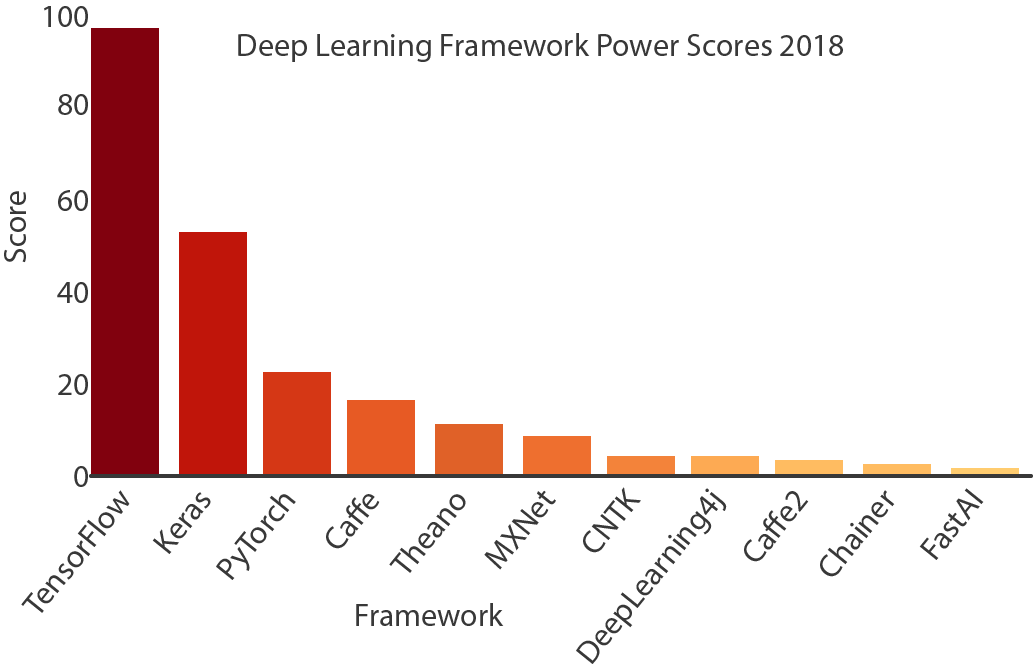 Deep Learning Framework Power Scores 2018
Score
100
80
60
40
20
0
TensorFlow
Keras
PyTorch
Caffe
Theano
MXNet
CNTK
DeepLearning4j
Caffe2
Chainer
FastAI
Framework